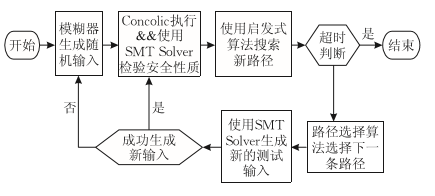 开始
模糊器
生成随
机输入
Concolic执行
&&使用
SMT Solver
检验安全性质
使用启发式
算法搜索
新路径
超时
判断
是
结束
否
是
成功生成
新输入
使用SMT
Solver生成
新的测试
输入
路径选择算
法选择下一
条路径